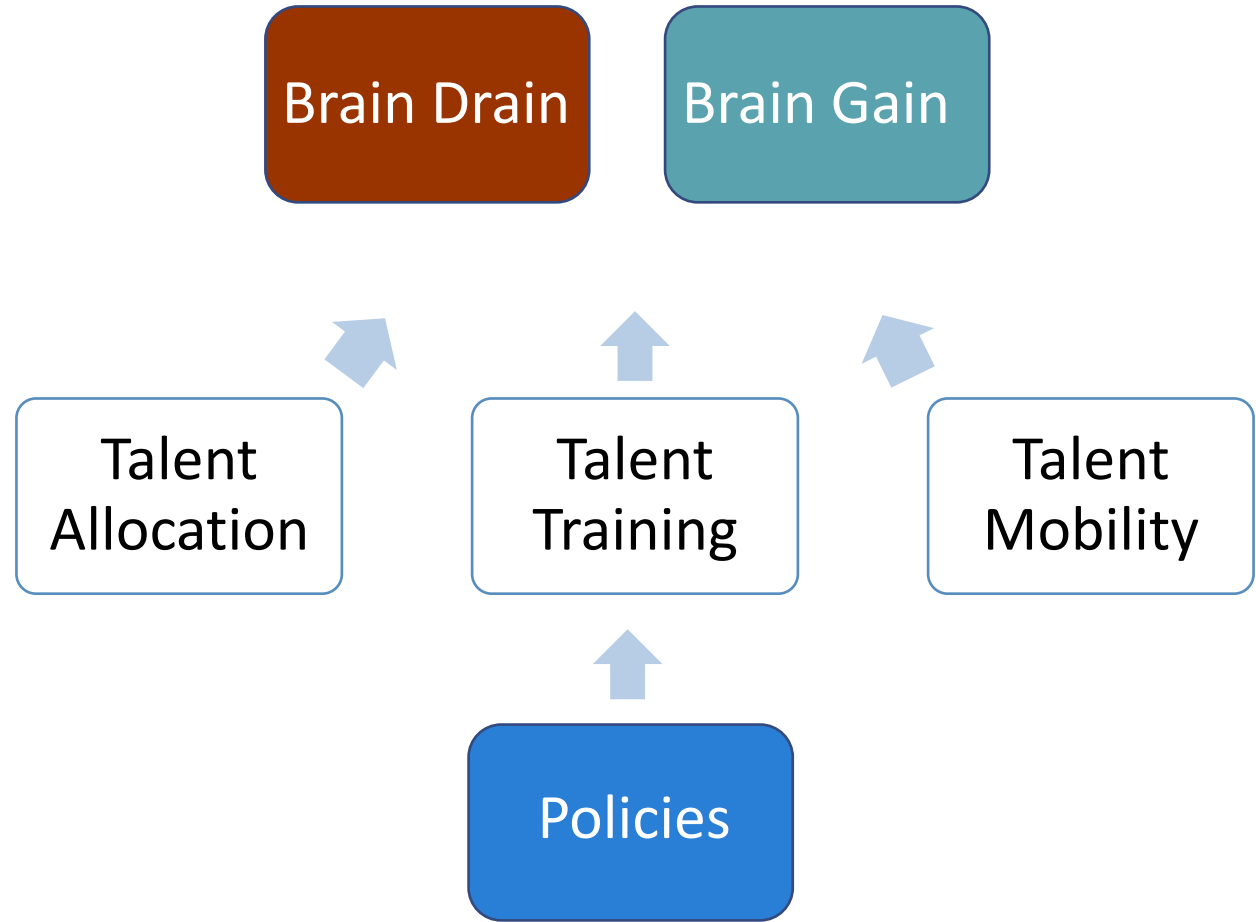 Brain Drain
Brain Gain
Talent
Allocation
Talent
Training
Talent
Mobility
Policies